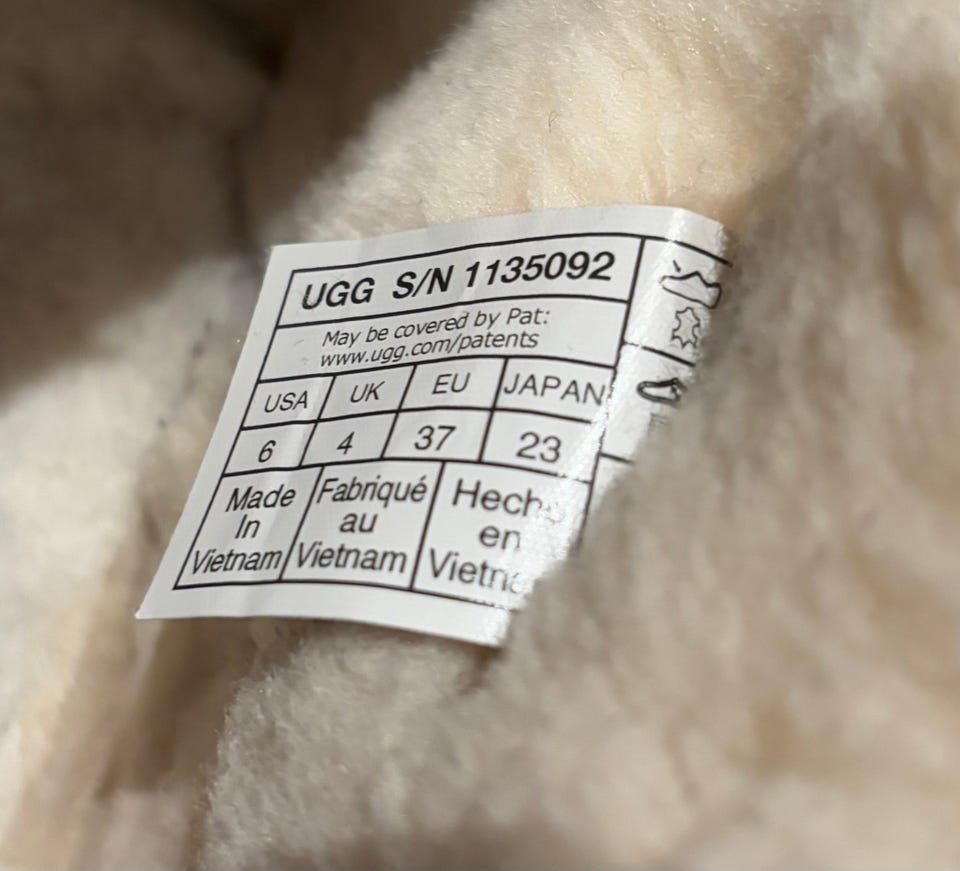 UGG S/N 1135092
May be covered by Pat:
www.ugg.com/patents
USA UK EU JAPAN
6 4 37 23
Made
In
Vietnam
Fabriqué
au
Vietnam
en